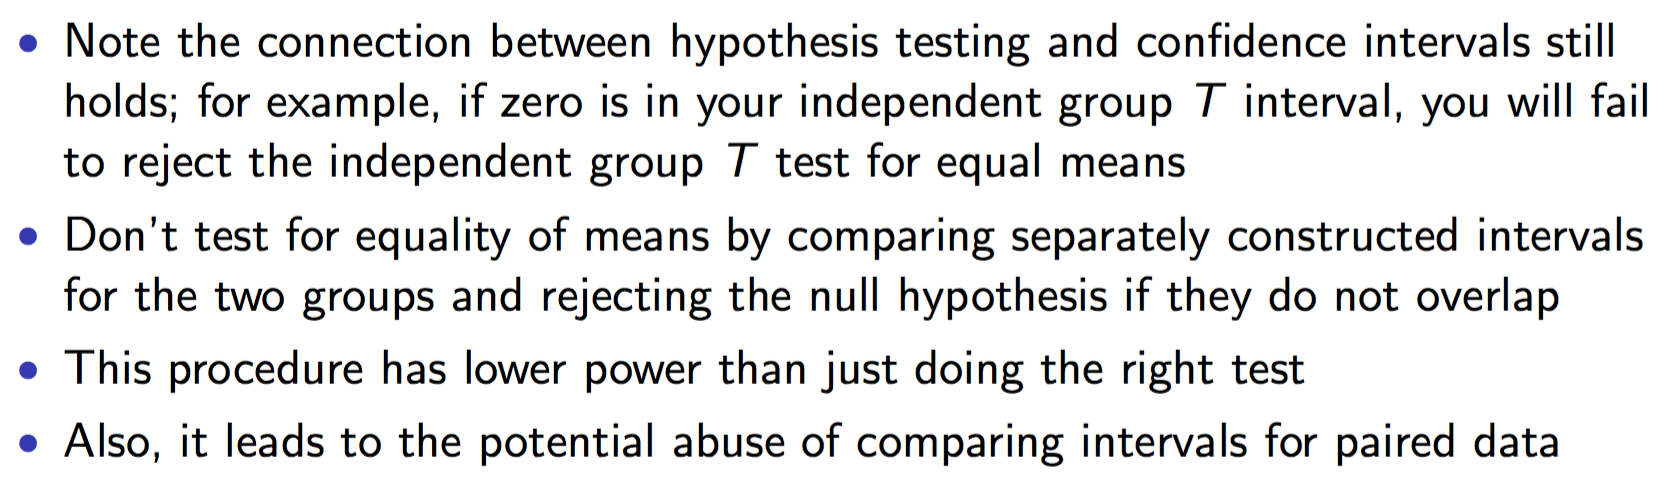 • Note the connection between hypothesis testing and confidence intervals still
holds; for example, if zero is in your independent group T interval, you will fail
to reject the independent group T test for equal means
• Don't test for equality of means by comparing separately constructed intervals
for the two groups and rejecting the null hypothesis if they do not overlap
• This procedure has lower power than just doing the right test
• Also, it leads to the potential abuse of comparing intervals for paired data